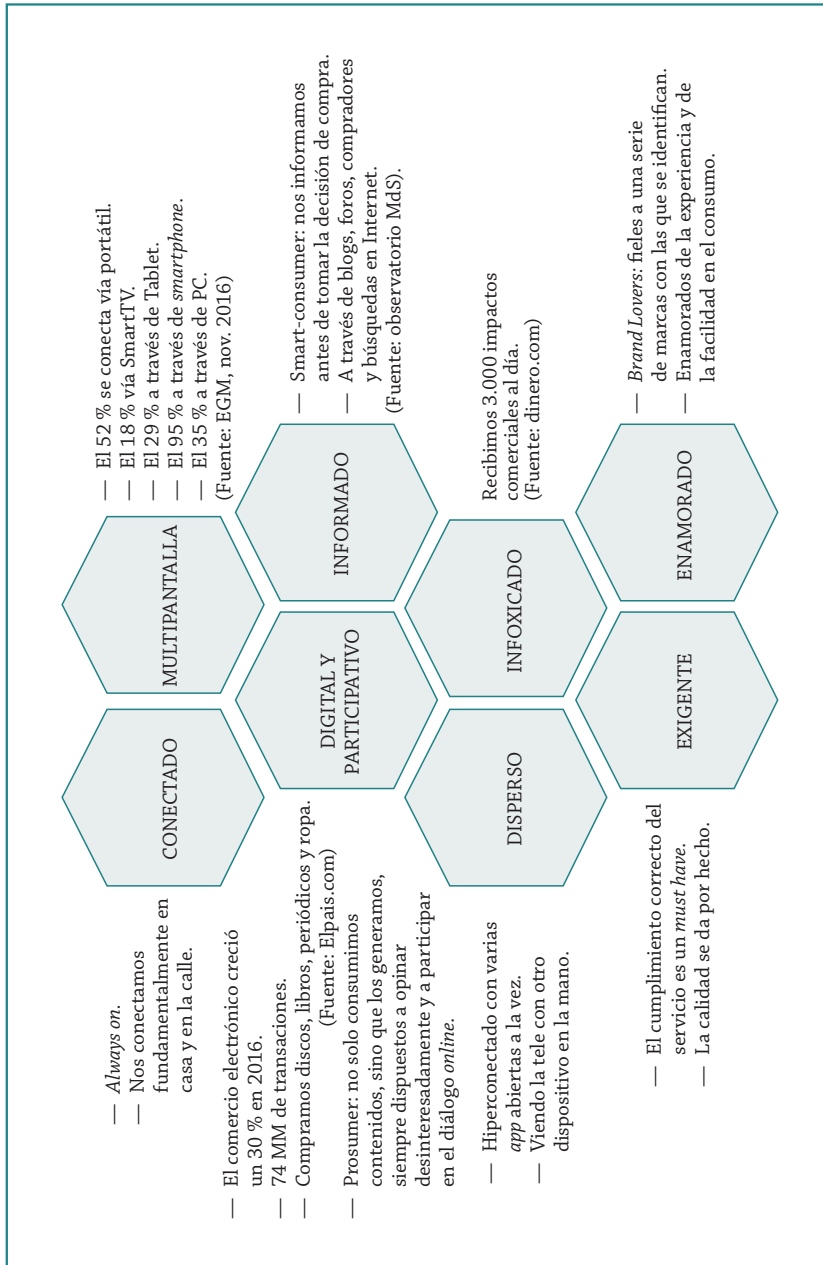 CONECTADO
— Always on.
— Nos conectamos
fundamentalmente en
casa y en la calle.
MULTIPANTALLA
— El 52 % se conecta vía portátil.
— El 18 % vía SmartTV.
— El 29 % a través de Tablet.
— El 95 % a través de smartphone.
— El 35 % a través de PC.
(Fuente: EGM, nov. 2016)
— El comercio electrónico creció
un 30 % en 2016.
— 74 MM de transaciones.
— Compramos discos, libros, periódicos y ropa.
(Fuente: Elpais.com)
— Prosumer: no solo consumimos
contenidos, sino que los generamos,
siempre dispuestos a opinar
desinteresadamente y a participar
en el diálogo online.
DIGITAL Y
PARTICIPATIVO
INFORMADO
— Smart-consumer: nos informamos
antes de tomar la decisión de compra.
— A través de blogs, foros, compradores
y búsquedas en Internet.
(Fuente: observatorio MdS).
— Hiperconectado con varias
app abiertas a la vez.
— Viendo la tele con otro
dispositivo en la mano.
DISPERSO
INFOXICADO
Recibimos 3.000 impactos
comerciales al día.
(Fuente: dinero.com)
— El cumplimiento correcto del
servicio es un must have.
— La calidad se da por hecho.
EXIGENTE
ENAMORADO
— Brand Lovers: fieles a una serie
de marcas con las que se identifican.
— Enamorados de la experiencia y de
la facilidad en el consumo.